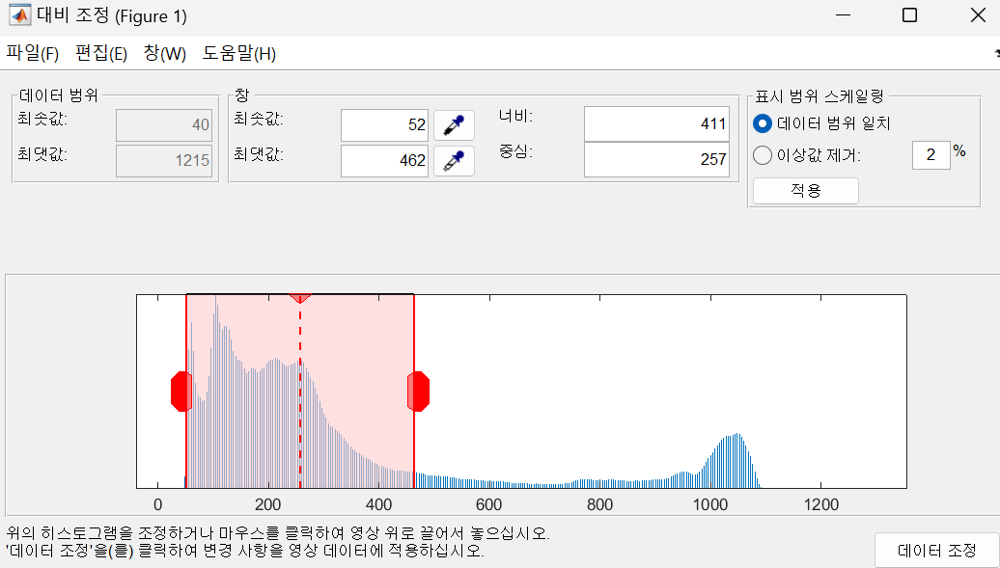 대비 조정 (Figure 1)
파일(F) 편집(E) 창(W) 도움말(H)
데이터 범위
최솟값: 40
최댓값: 1215
창
최솟값: 52
최댓값: 462
너비: 411
중심: 257
표시 범위 스케일링
데이터 범위 일치
이상값 제거: 2 %
적용
0 200 400 600 800 1000 1200
위의 히스토그램을 조정하거나 마우스를 클릭하여 영상 위로 끌어서 놓으십시오.
'데이터 조정'을(를) 클릭하여 변경 사항을 영상 데이터에 적용하십시오.
데이터 조정